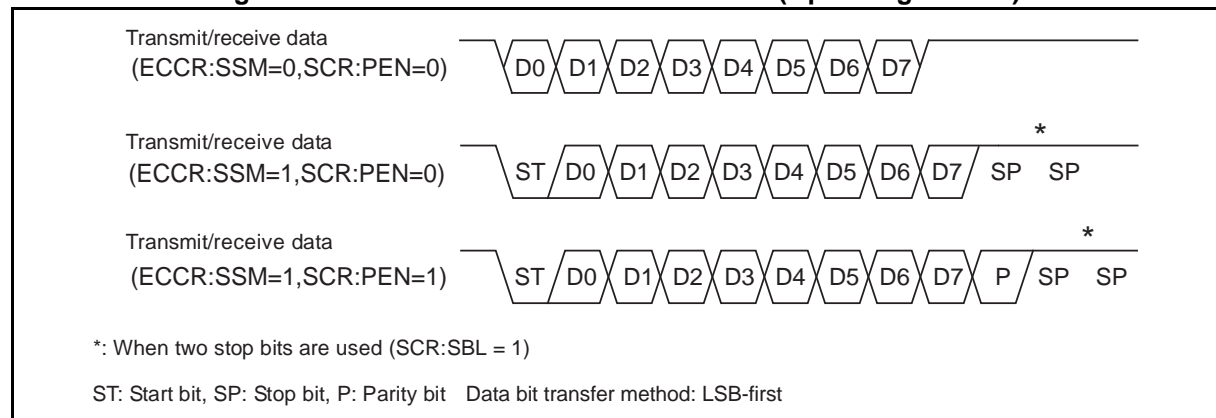 Transmit/receive data
(ECCR:SSM=0,SCR:PEN=0)
D0 D1 D2 D3 D4 D5 D6 D7
Transmit/receive data
(ECCR:SSM=1,SCR:PEN=0)
*
ST D0 D1 D2 D3 D4 D5 D6 D7 SP SP
Transmit/receive data
(ECCR:SSM=1,SCR:PEN=1)
*
ST D0 D1 D2 D3 D4 D5 D6 D7 P SP SP
*: When two stop bits are used (SCR:SBL = 1)
ST: Start bit, SP: Stop bit, P: Parity bit Data bit transfer method: LSB-first